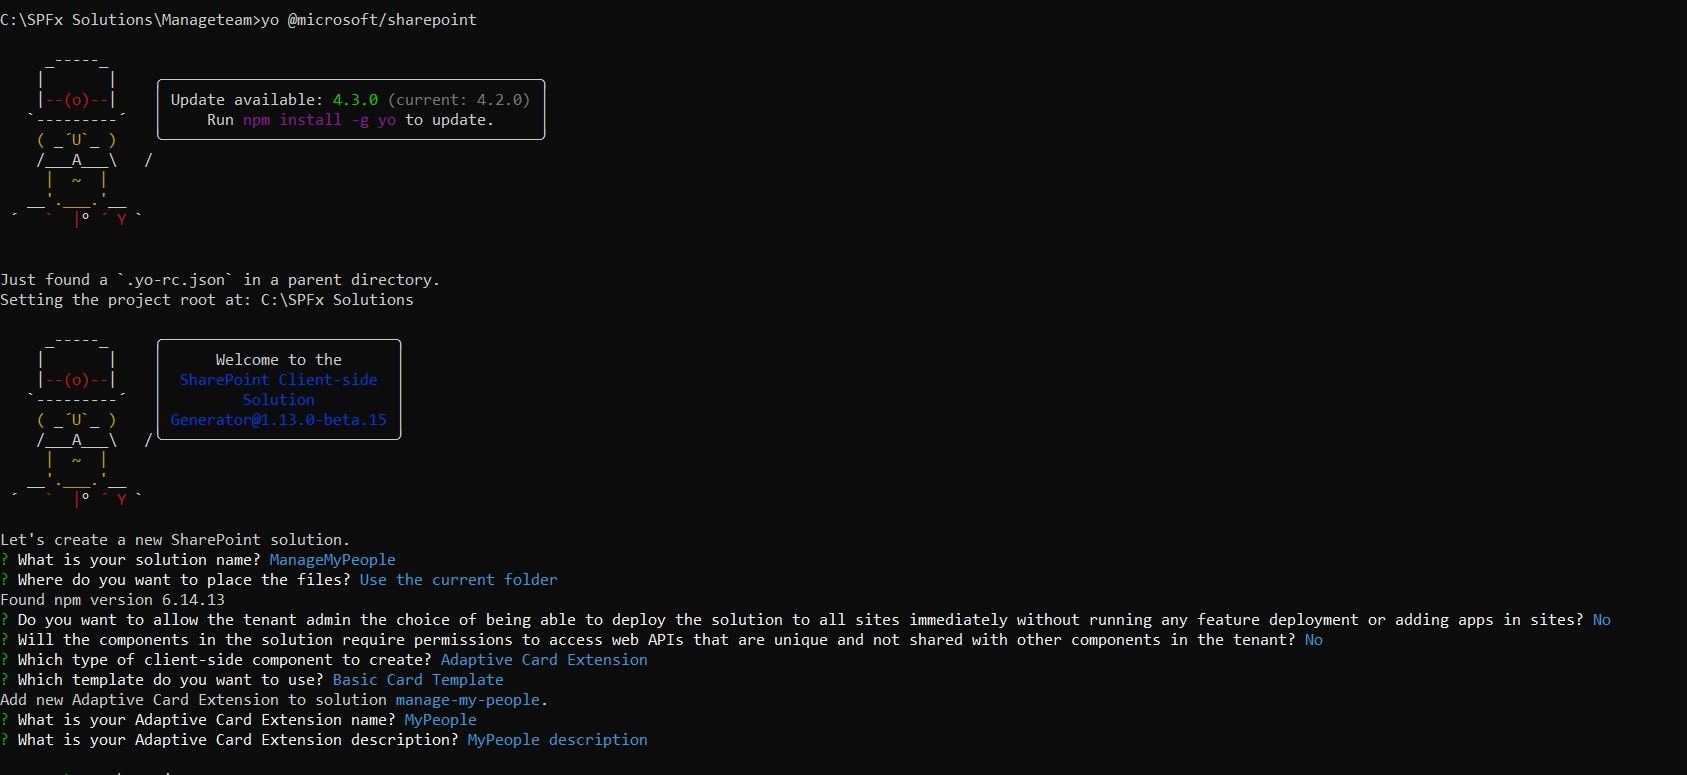 C:\SPFx Solutions\Manageteam>yo @microsoft/sharepoint
_-----_
|       |
|--(o)--|   Update available: 4.3.0 (current: 4.2.0)
`---------´   Run npm install -g yo to update.
( _´U`_ )
/___A___\   /
|  ~  |
__'.___.'__
´   `  |° ´ Y `
Just found a `.yo-rc.json` in a parent directory.
Setting the project root at: C:\SPFx Solutions
_-----_
|       |   Welcome to the
|--(o)--|   SharePoint Client-side
`---------´   Solution
( _´U`_ )   Generator@1.13.0-beta.15
/___A___\   /
|  ~  |
__'.___.'__
´   `  |° ´ Y `
Let's create a new SharePoint solution.
? What is your solution name? ManageMyPeople
? Where do you want to place the files? Use the current folder
Found npm version 6.14.13
? Do you want to allow the tenant admin the choice of being able to deploy the solution to all sites immediately without running any feature deployment or adding apps in sites? No
? Will the components in the solution require permissions to access web APIs that are unique and not shared with other components in the tenant? No
? Which type of client-side component to create? Adaptive Card Extension
? Which template do you want to use? Basic Card Template
Add new Adaptive Card Extension to solution manage-my-people.
? What is your Adaptive Card Extension name? MyPeople
? What is your Adaptive Card Extension description? MyPeople description